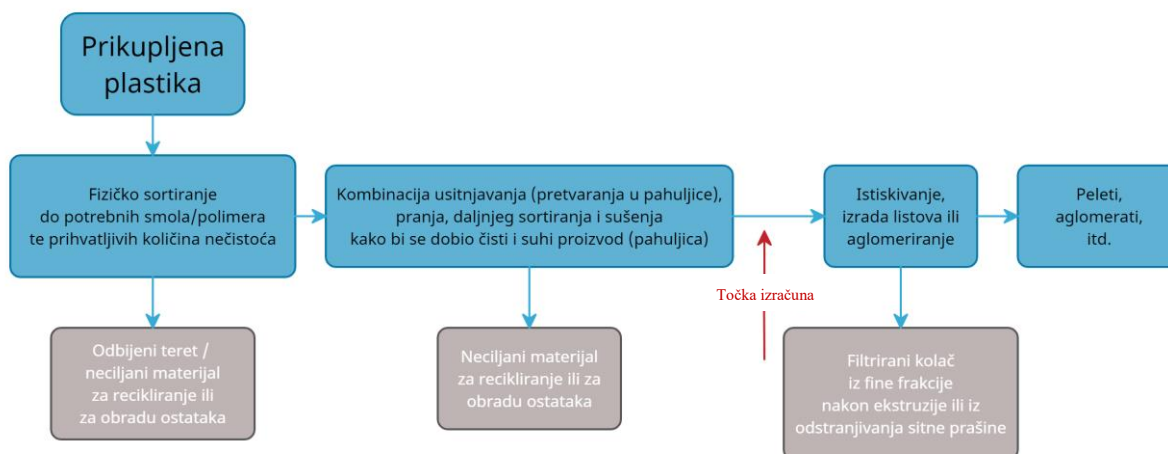 Prikupljena
plastika
Fizičko sortiranje
do potrebnih smola/polimera
te prihvatljivih količina nečistoća
Kombinacija usitnjavanja (pretvaranja u pahuljice),
pranja, daljnjeg sortiranja i sušenja
kako bi se dobio čisti i suhi proizvod (pahuljica)
Istiskivanje,
izrada listova ili
aglomeriranje
Peleti,
aglomerati,
itd.
Točka izračuna
Odbijeni teret /
neciljani materijal
za recikliranje ili
za obradu ostataka
Neciljani materijal
za recikliranje ili za
obradu ostataka
Filtrirani kolač
iz fine frakcije
nakon ekstruzije ili iz
odstranjivanja sitne prašine